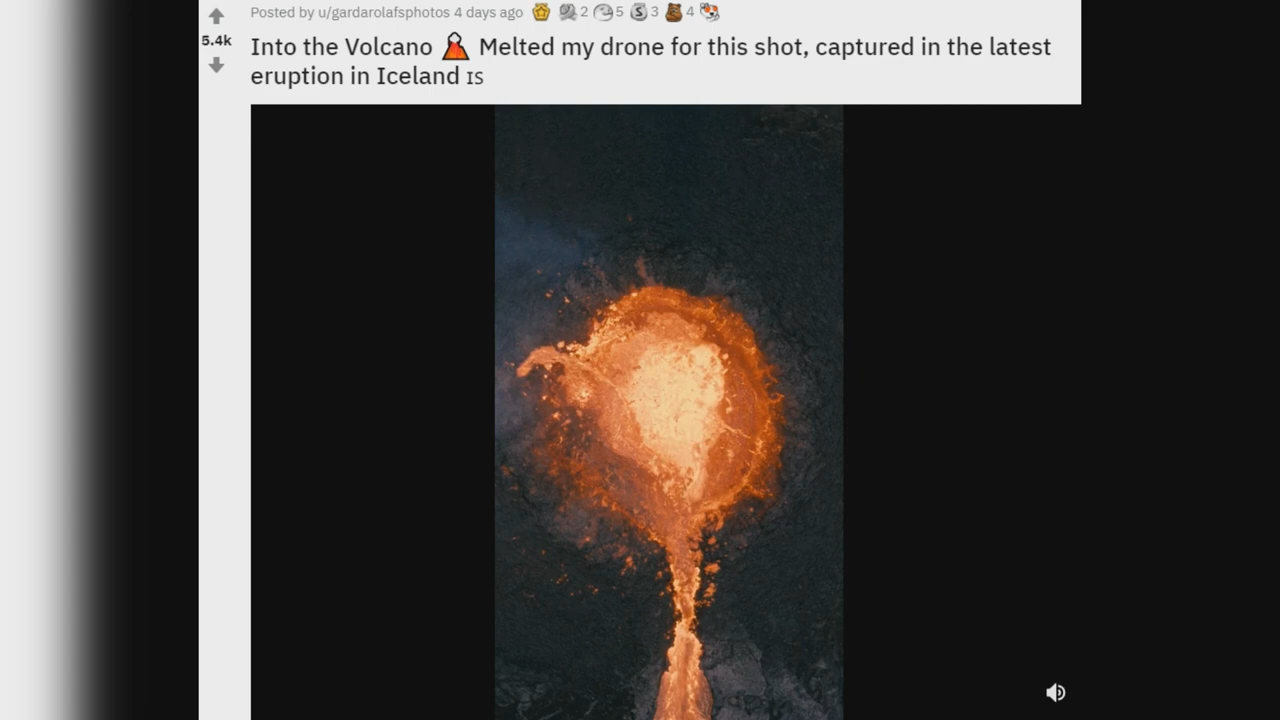 Posted by u/gardarolafsphotos 4 days ago 2 5 S 3 4
5.4k
Into the Volcano 🌋 Melted my drone for this shot, captured in the latest
eruption in Iceland IS